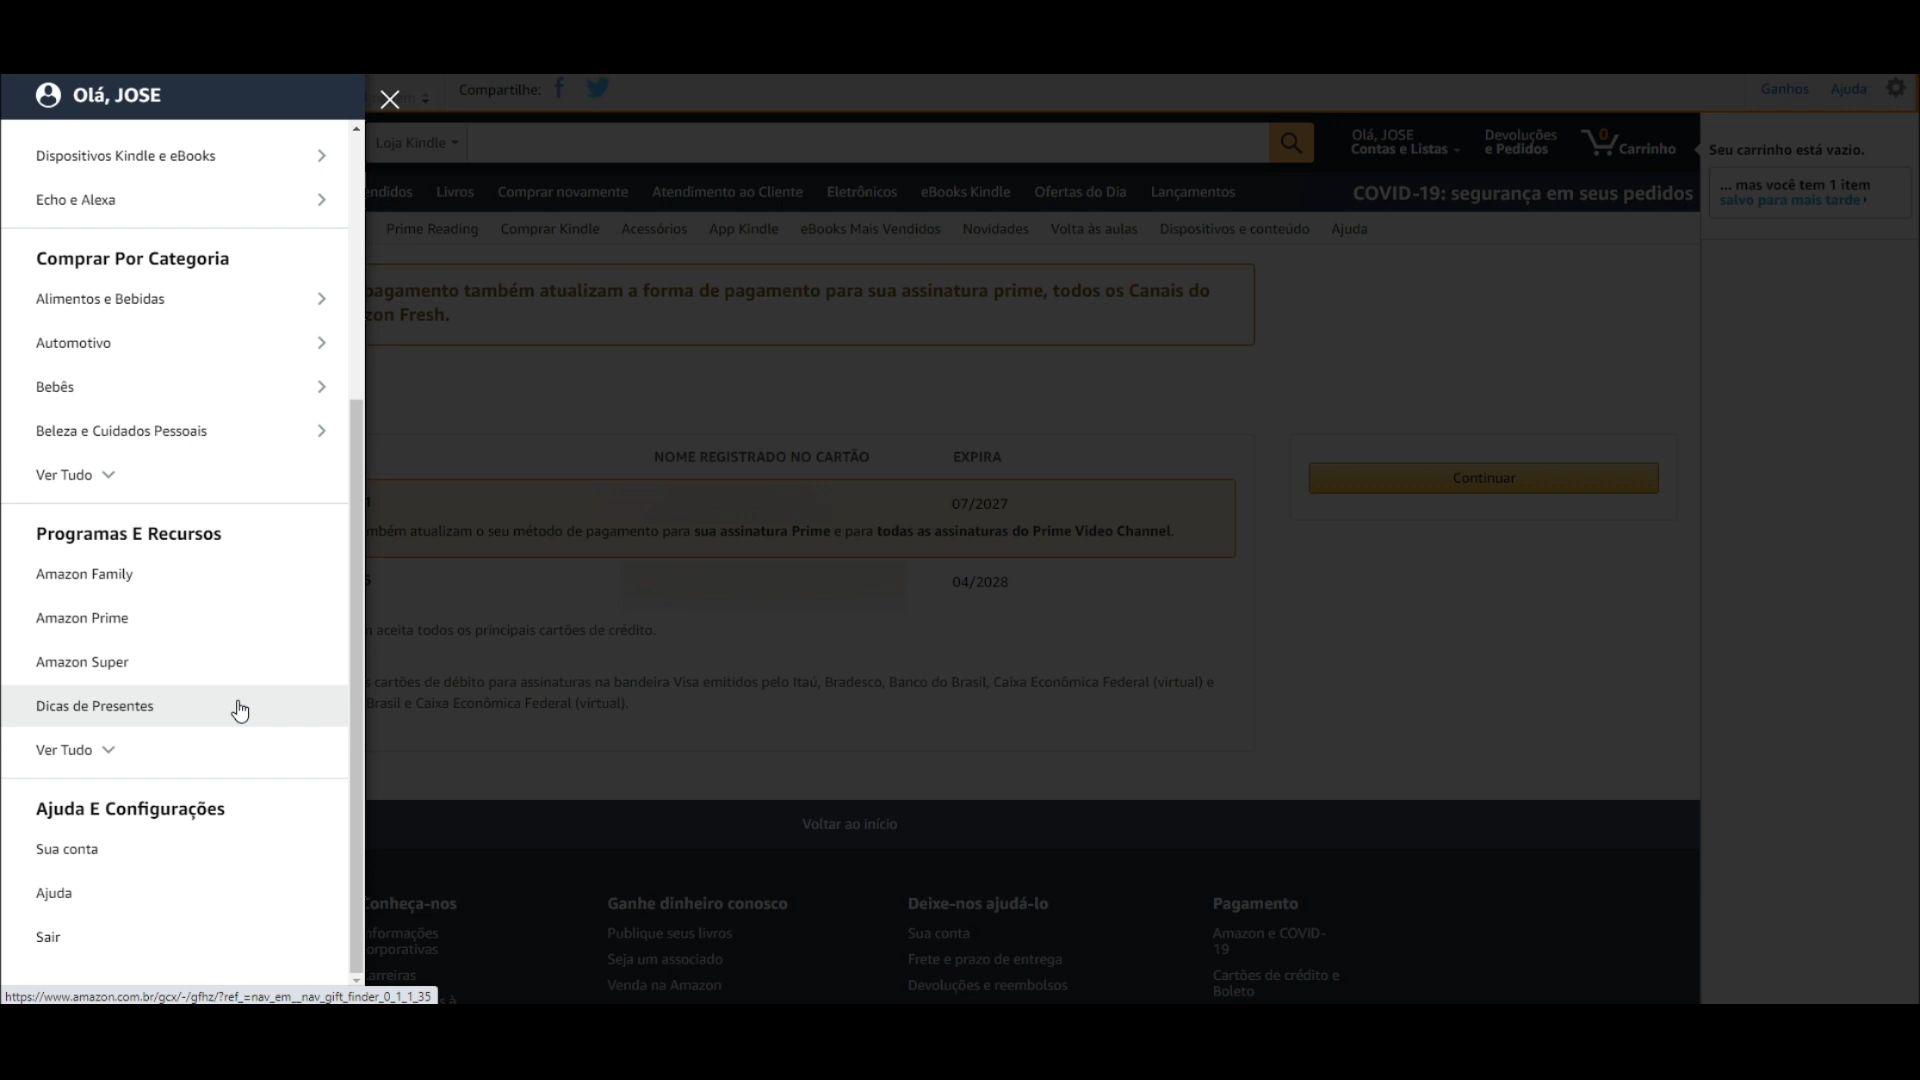 Olá, JOSE
Dispositivos Kindle e eBooks
Echo e Alexa
Comprar Por Categoria
Alimentos e Bebidas
Automotivo
Bebês
Beleza e Cuidados Pessoais
Ver Tudo
Programas E Recursos
Amazon Family
Amazon Prime
Amazon Super
Dicas de Presentes
Ver Tudo
Ajuda E Configurações
Sua conta
Ajuda
Sair
https://www.amazon.com.br/gcx/-/gfhz/?ref_=nav_em__nav_gift_finder_0_1_1_35
Compartilhe:
Ganhos Ajuda
Loja Kindle
Olá, JOSE
Contas e Listas
Devoluções
e Pedidos
0
Carrinho
Seu carrinho está vazio.
... mas você tem 1 item
salvo para mais tarde
endidos Livros Comprar novamente Atendimento ao Cliente Eletrônicos eBooks Kindle Ofertas do Dia Lançamentos COVID-19: segurança em seus pedidos
Prime Reading Comprar Kindle Acessórios App Kindle eBooks Mais Vendidos Novidades Volta às aulas Dispositivos e conteúdo Ajuda
pagamento também atualizam a forma de pagamento para sua assinatura prime, todos os Canais do
zon Fresh.
NOME REGISTRADO NO CARTÃO EXPIRA
1 07/2027
mbém atualizam o seu método de pagamento para sua assinatura Prime e para todas as assinaturas do Prime Video Channel.
04/2028
Continuar
n aceita todos os principais cartões de crédito.
s cartões de débito para assinaturas na bandeira Visa emitidos pelo Itaú, Bradesco, Banco do Brasil, Caixa Econômica Federal (virtual) e
Brasil e Caixa Econômica Federal (virtual).
Voltar ao início
Conheça-nos
nformações
orporativas
Carreiras
Ganhe dinheiro conosco
Publique seus livros
Seja um associado
Venda na Amazon
Deixe-nos ajudá-lo
Sua conta
Frete e prazo de entrega
Devoluções e reembolsos
Pagamento
Amazon e COVID-
19
Cartões de crédito e
Boleto